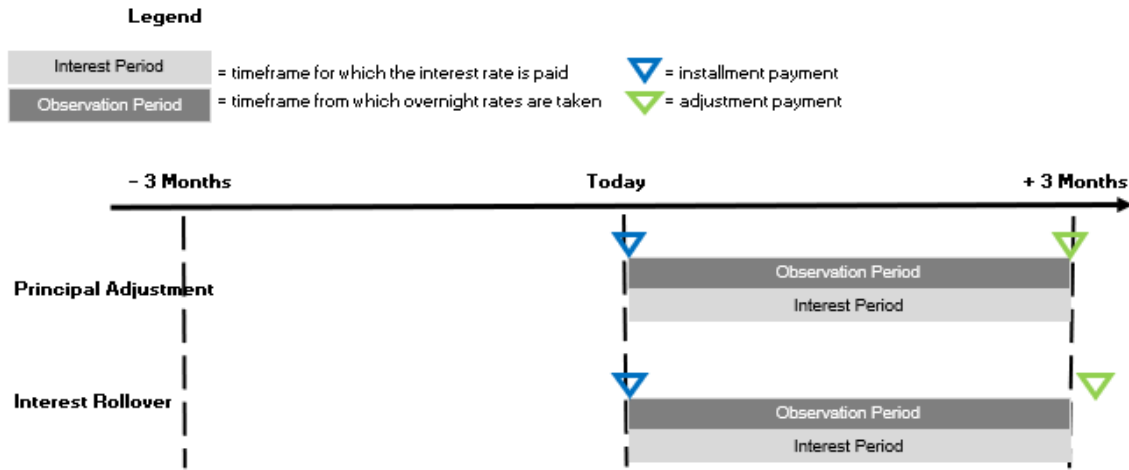 Legend
Interest Period = timeframe for which the interest rate is paid = installment payment
Observation Period = timeframe from which overnight rates are taken = adjustment payment
- 3 Months Today + 3 Months
Observation Period
Principal Adjustment
Interest Period
Interest Rollover
Observation Period
Interest Period